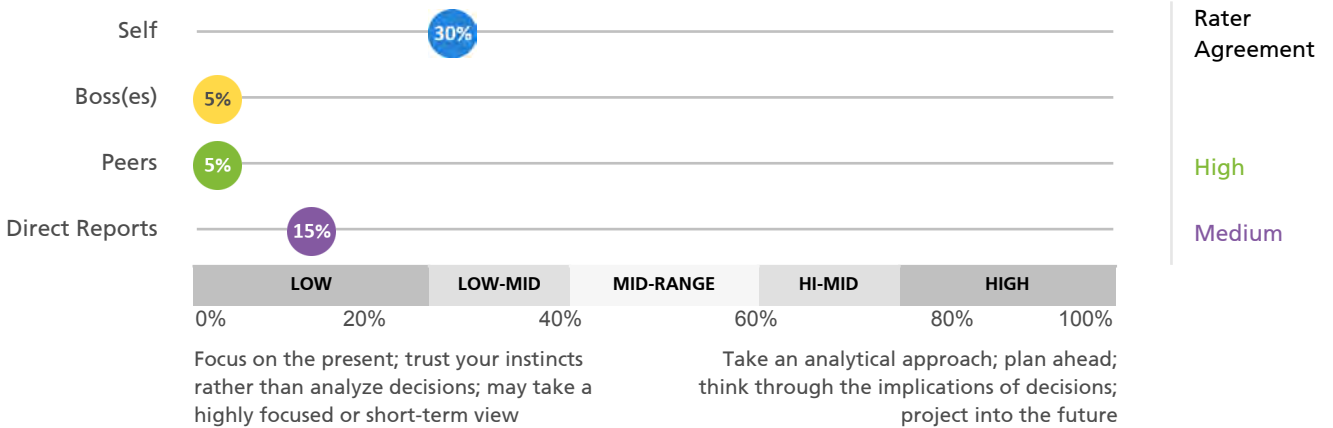 Self
30%
Rater
Agreement
Boss(es)
5%
Peers
5%
High
Direct Reports
15%
Medium
LOW LOW-MID MID-RANGE HI-MID HIGH
0% 20% 40% 60% 80% 100%
Focus on the present; trust your instincts
rather than analyze decisions; may take a
highly focused or short-term view
Take an analytical approach; plan ahead;
think through the implications of decisions;
project into the future